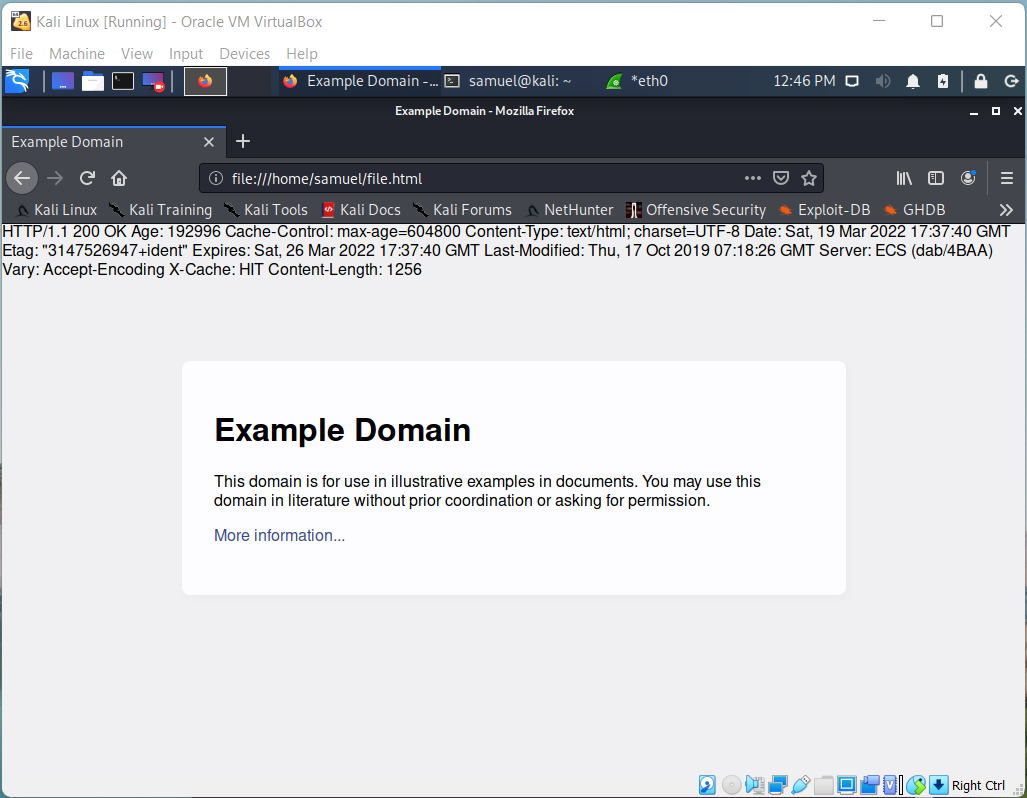 Kali Linux [Running] - Oracle VM VirtualBox
File Machine View Input Devices Help
Example Domain -... samuel@kali: ~ *eth0 12:46 PM
Example Domain - Mozilla Firefox
Example Domain
file:///home/samuel/file.html
Kali Linux Kali Training Kali Tools Kali Docs Kali Forums NetHunter Offensive Security Exploit-DB GHDB
HTTP/1.1 200 OK Age: 192996 Cache-Control: max-age=604800 Content-Type: text/html; charset=UTF-8 Date: Sat, 19 Mar 2022 17:37:40 GMT
Etag: "3147526947+ident" Expires: Sat, 26 Mar 2022 17:37:40 GMT Last-Modified: Thu, 17 Oct 2019 07:18:26 GMT Server: ECS (dab/4BAA)
Vary: Accept-Encoding X-Cache: HIT Content-Length: 1256
Example Domain
This domain is for use in illustrative examples in documents. You may use this
domain in literature without prior coordination or asking for permission.
More information...
Right Ctrl